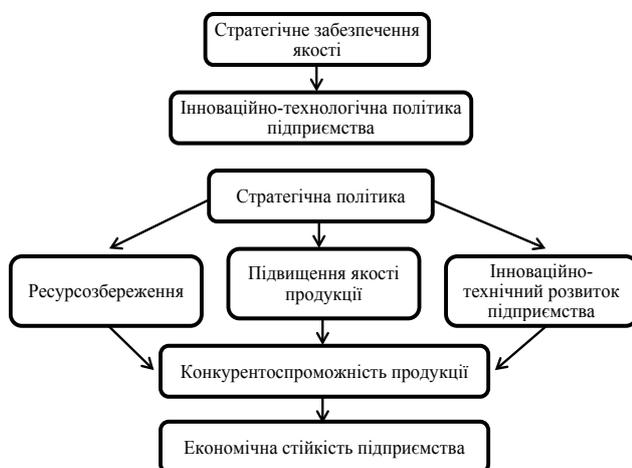 Стратегічне забезпечення
якості
Інноваційно-технологічна політика
підприємства
Стратегічна політика
Ресурсозбереження
Підвищення якості
продукції
Інноваційно-
технічний розвиток
підприємства
Конкурентоспроможність продукції
Економічна стійкість підприємства